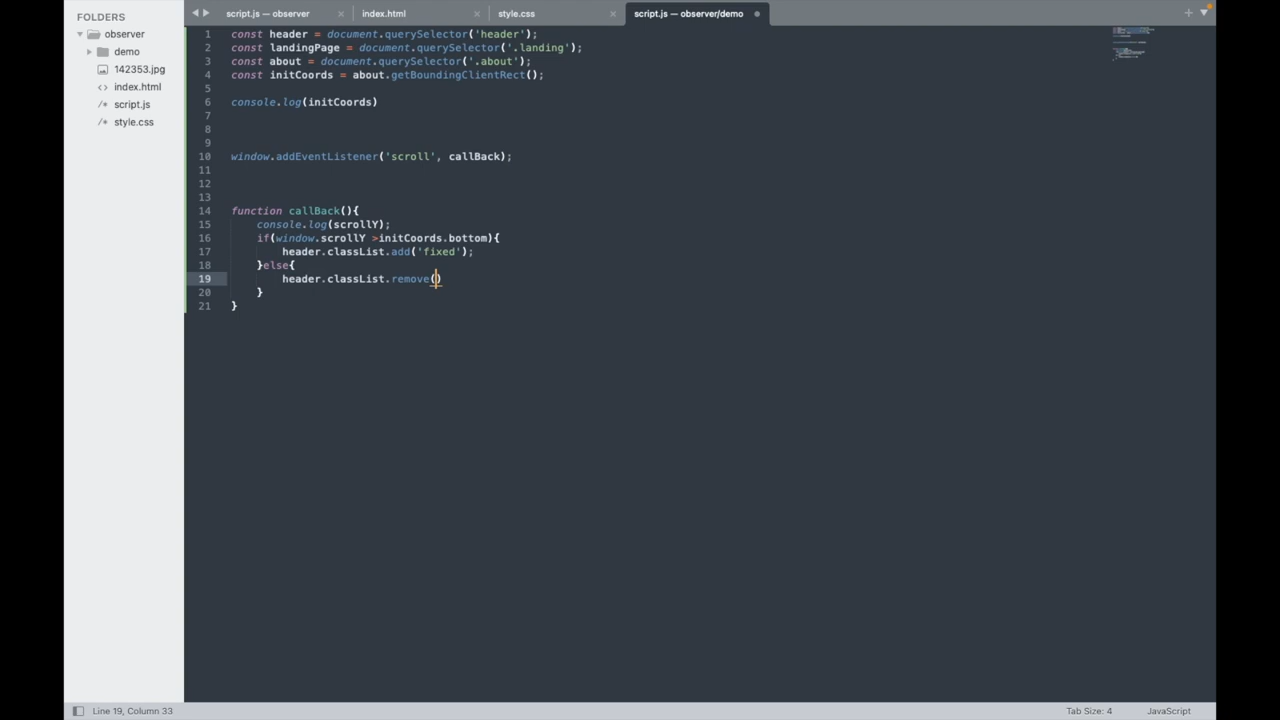 FOLDERS
observer
demo
142353.jpg
index.html
script.js
style.css
script.js — observer
index.html
style.css
script.js — observer/demo
1 const header = document.querySelector('header');
2 const landingPage = document.querySelector('.landing');
3 const about = document.querySelector('.about');
4 const initCoords = about.getBoundingClientRect();
5
6 console.log(initCoords)
7
8
9
10 window.addEventListener('scroll', callBack);
11
12
13
14 function callBack(){
15 console.log(scrollY);
16 if(window.scrollY >initCoords.bottom){
17 header.classList.add('fixed');
18 }else{
19 header.classList.remove()
20 }
21 }
Line 19, Column 33
Tab Size: 4
JavaScript